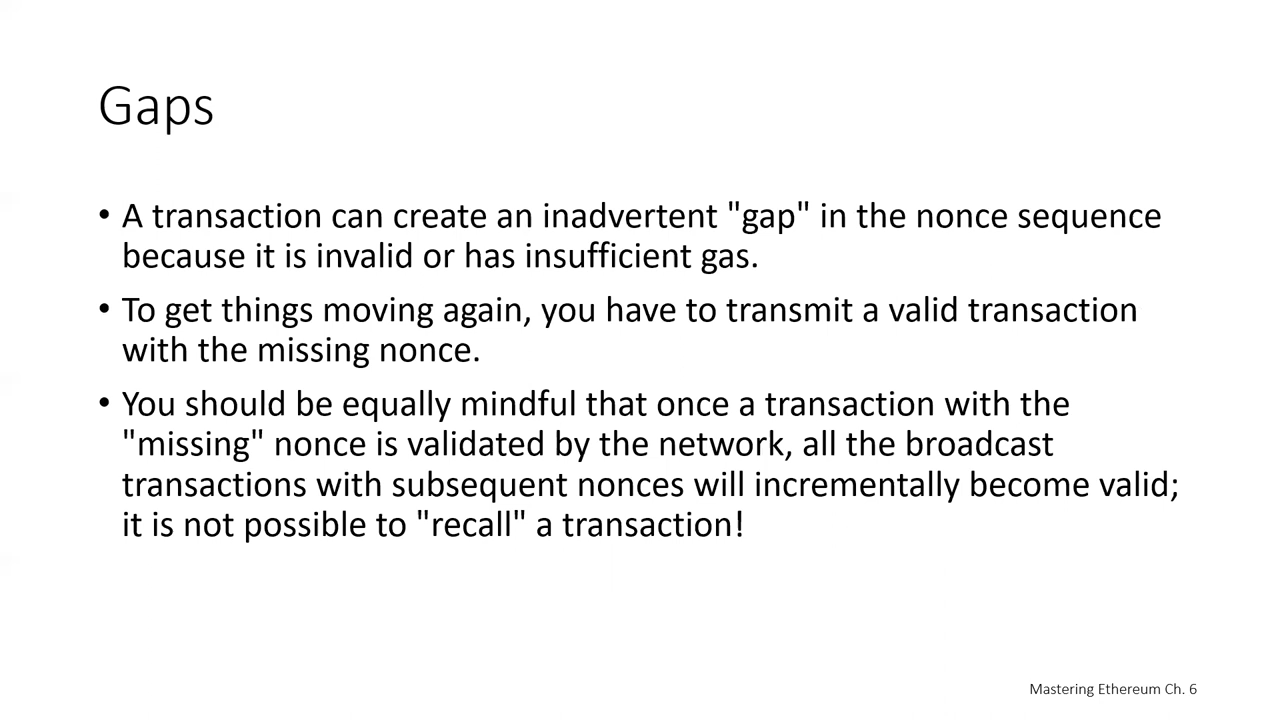 Gaps
• A transaction can create an inadvertent "gap" in the nonce sequence
because it is invalid or has insufficient gas.
• To get things moving again, you have to transmit a valid transaction
with the missing nonce.
• You should be equally mindful that once a transaction with the
"missing" nonce is validated by the network, all the broadcast
transactions with subsequent nonces will incrementally become valid;
it is not possible to "recall" a transaction!
Mastering Ethereum Ch. 6